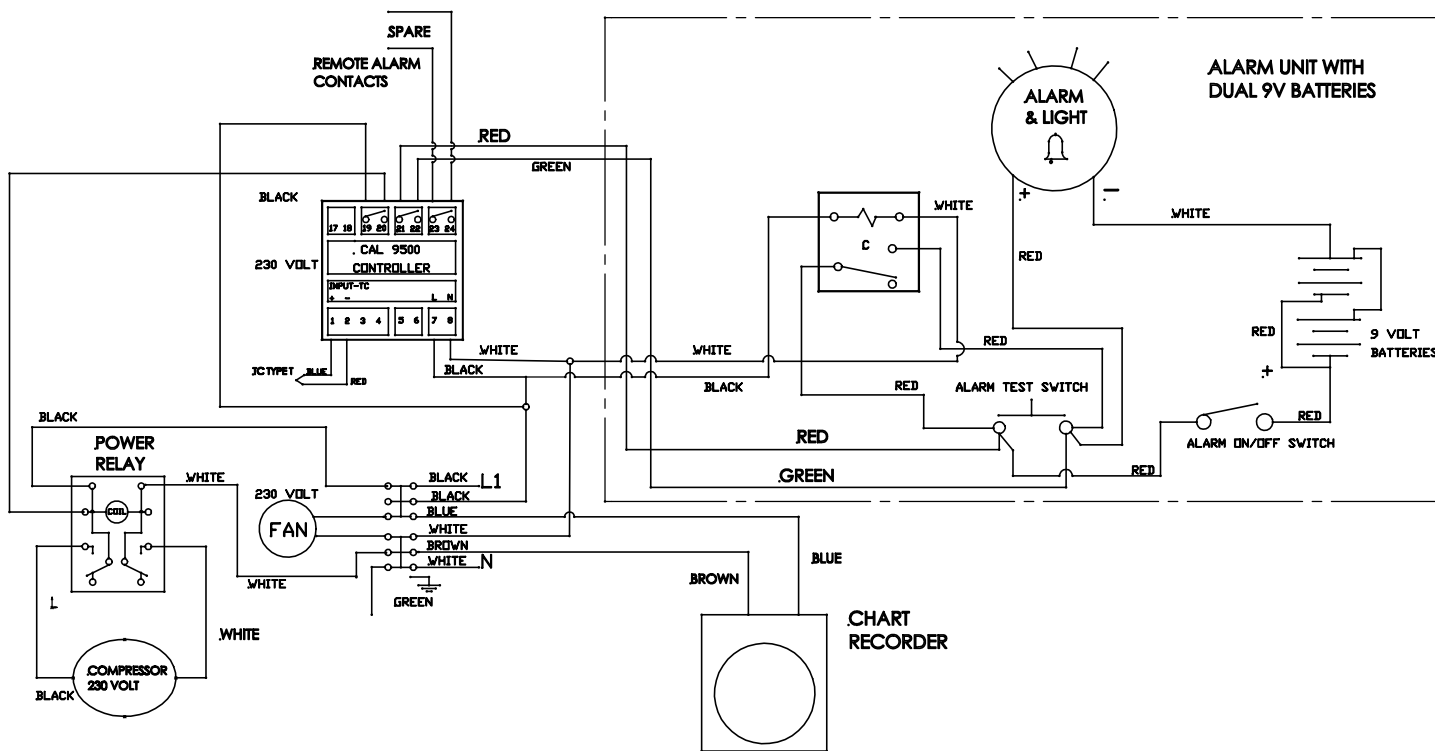 SPARE
REMOTE ALARM
CONTACTS
ALARM UNIT WITH
DUAL 9V BATTERIES
ALARM
& LIGHT
RED
GREEN
BLACK
+
-
WHITE
WHITE
17 18 19 20 21 22 23 24
CAL 9500
CONTROLLER
230 VOLT
INPUT-TC
+ - L N
1 2 3 4 5 6 7 8
C
RED
RED
9 VOLT
BATTERIES
+
WHITE
WHITE
RED
BLACK
BLACK
TC TYPE T
BLUE
RED
RED
ALARM TEST SWITCH
RED
ALARM ON/OFF SWITCH
BLACK
RED
POWER
RELAY
WHITE
GREEN
RED
BLACK L1
230 VOLT
BLACK
COIL
BLUE
FAN
WHITE
BROWN
WHITE N
WHITE
GREEN
BLUE
BROWN
L
WHITE
CHART
RECORDER
COMPRESSOR
230 VOLT
BLACK